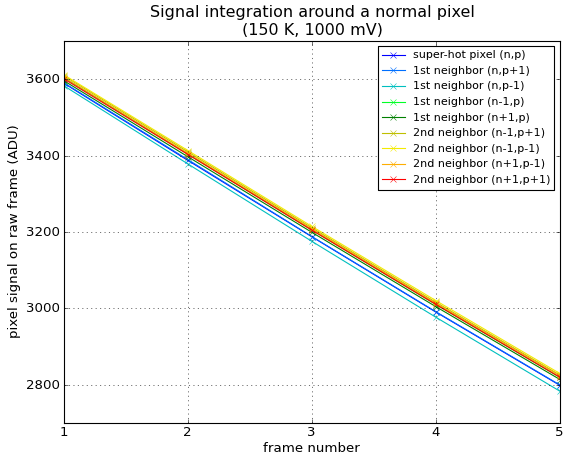 Signal integration around a normal pixel
(150 K, 1000 mV)
super-hot pixel (n,p)
1st neighbor (n,p+1)
1st neighbor (n,p-1)
1st neighbor (n-1,p)
1st neighbor (n+1,p)
2nd neighbor (n-1,p+1)
2nd neighbor (n-1,p-1)
2nd neighbor (n+1,p-1)
2nd neighbor (n+1,p+1)
pixel signal on raw frame (ADU)
3600
3400
3200
3000
2800
1 2 3 4 5
frame number